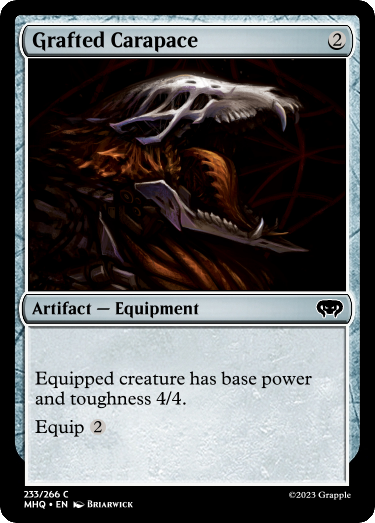 Grafted Carapace 2
Artifact — Equipment
Equipped creature has base power
and toughness 4/4.
Equip 2
233/266 C
MHQ • EN Briarwick
©2023 Grapple